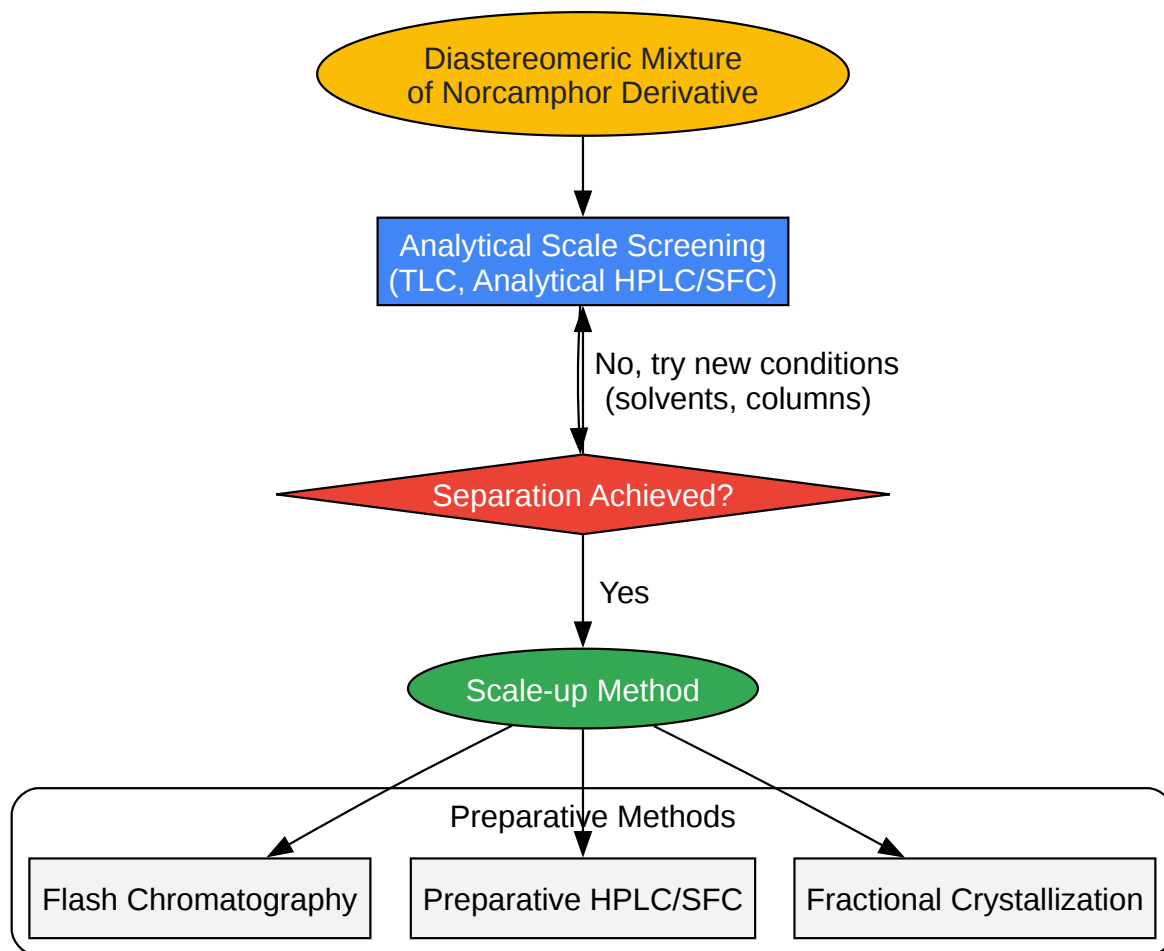 Diastereomeric Mixture
of Norcamphor Derivative
Analytical Scale Screening
(TLC, Analytical HPLC/SFC)
No, try new conditions
(solvents, columns)
Separation Achieved?
Yes
Scale-up Method
Preparative Methods
Flash Chromatography
Preparative HPLC/SFC
Fractional Crystallization